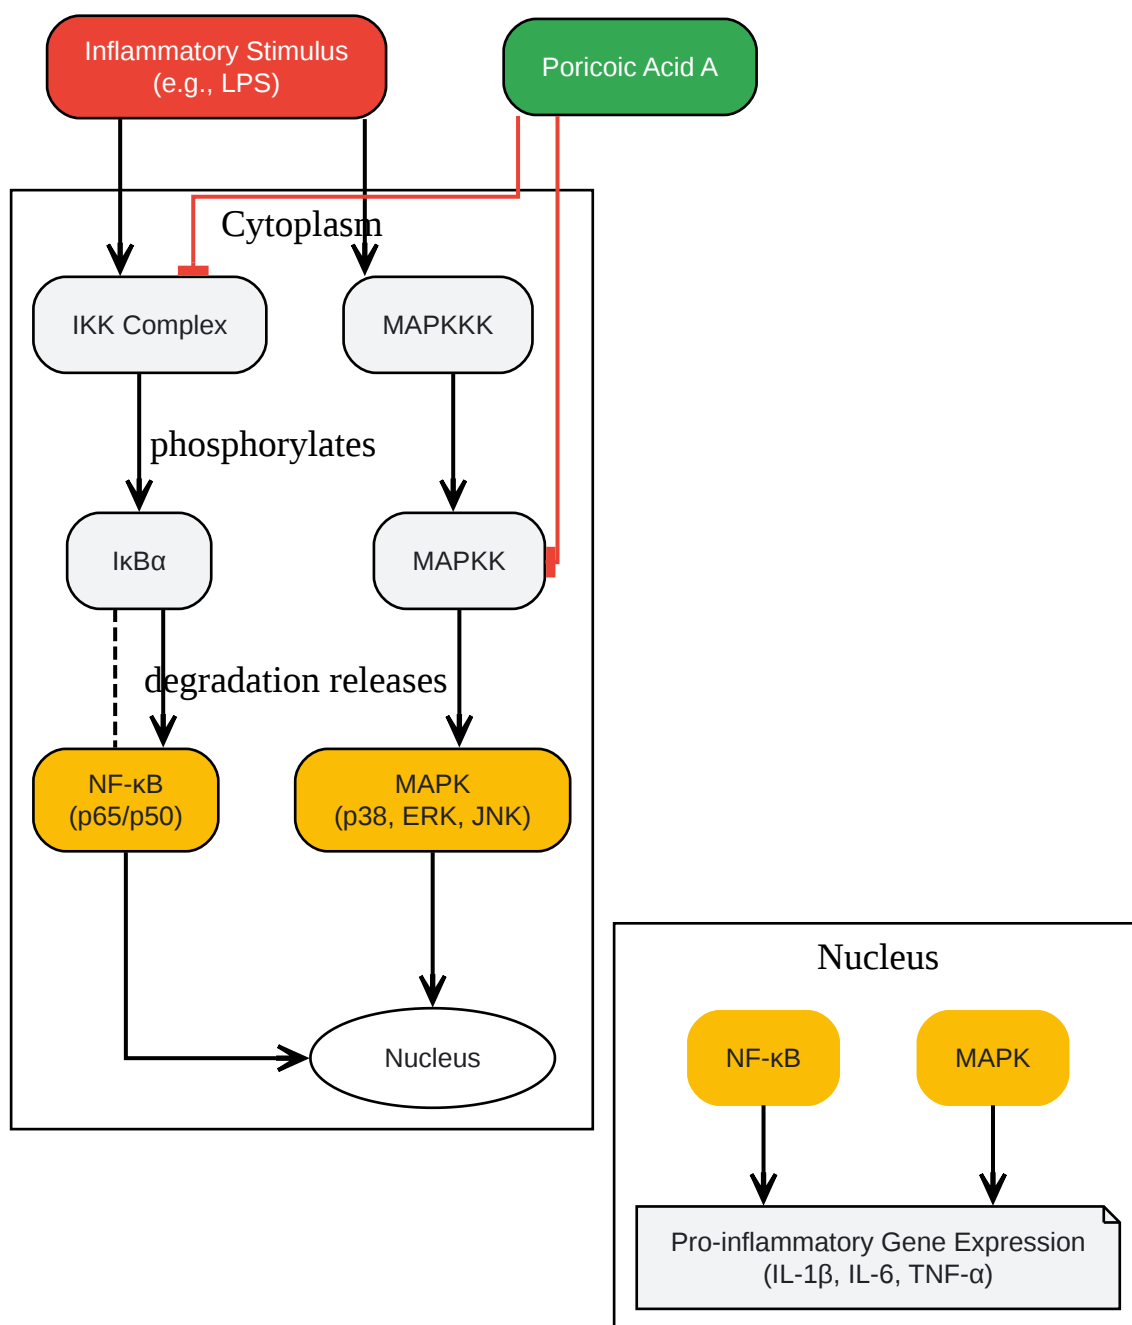 Inflammatory Stimulus
(e.g., LPS)
Poricoic Acid A
Cytoplasm
IKK Complex
MAPKKK
phosphorylates
IκBα
MAPKK
degradation releases
NF-κB
(p65/p50)
MAPK
(p38, ERK, JNK)
Nucleus
Nucleus
NF-κB
MAPK
Pro-inflammatory Gene Expression
(IL-1β, IL-6, TNF-α)